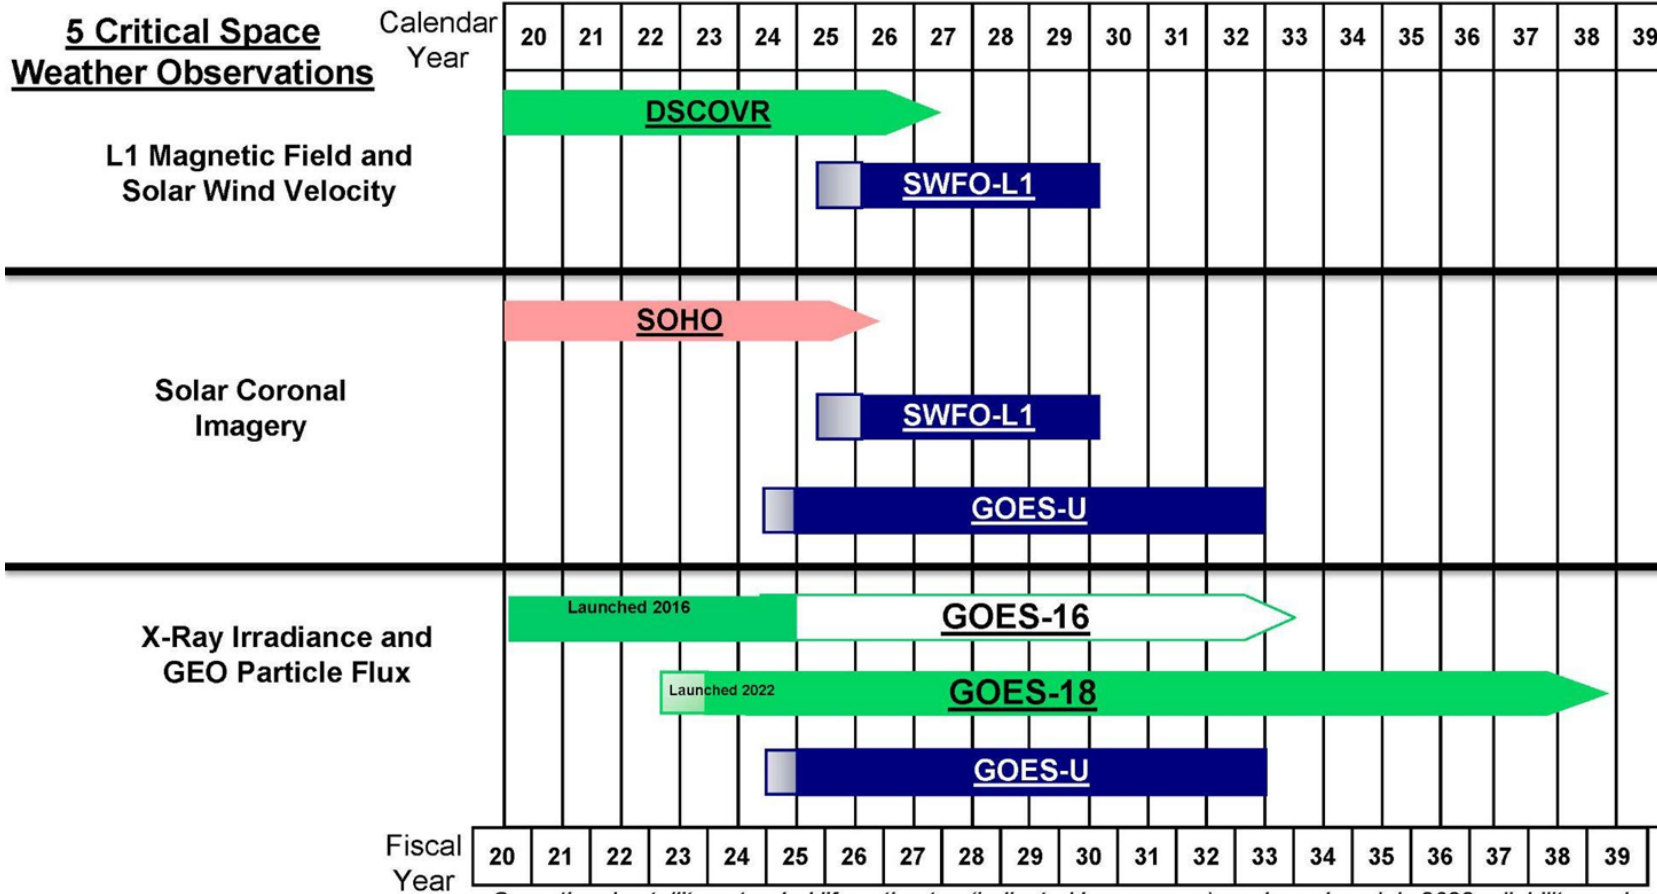 5 Critical Space
Weather Observations
Calendar
Year
20 21 22 23 24 25 26 27 28 29 30 31 32 33 34 35 36 37 38 39
DSCOVR
L1 Magnetic Field and
Solar Wind Velocity
SWFO-L1
SOHO
Solar Coronal
Imagery
SWFO-L1
GOES-U
Launched 2016
GOES-16
X-Ray Irradiance and
GEO Particle Flux
Launched 2022
GOES-18
GOES-U
Fiscal
Year
20 21 22 23 24 25 26 27 28 29 30 31 32 33 34 35 36 37 38 39